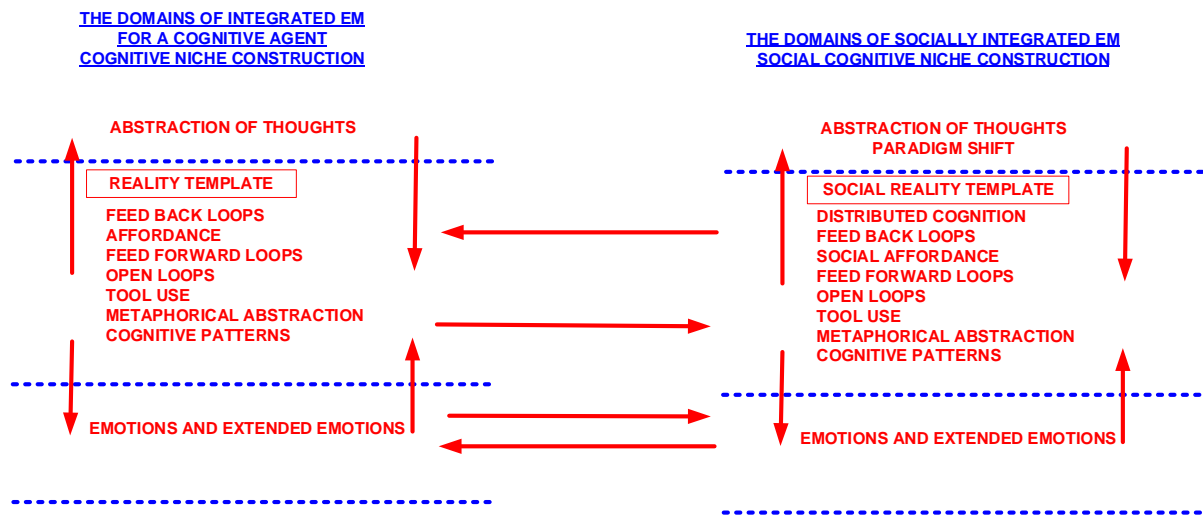 THE DOMAINS OF INTEGRATED EM
FOR A COGNITIVE AGENT
COGNITIVE NICHE CONSTRUCTION
ABSTRACTION OF THOUGHTS
REALITY TEMPLATE
FEED BACK LOOPS
AFFORDANCE
FEED FORWARD LOOPS
OPEN LOOPS
TOOL USE
METAPHORICAL ABSTRACTION
COGNITIVE PATTERNS
EMOTIONS AND EXTENDED EMOTIONS
THE DOMAINS OF SOCIALLY INTEGRATED EM
SOCIAL COGNITIVE NICHE CONSTRUCTION
ABSTRACTION OF THOUGHTS
PARADIGM SHIFT
SOCIAL REALITY TEMPLATE
DISTRIBUTED COGNITION
FEED BACK LOOPS
SOCIAL AFFORDANCE
FEED FORWARD LOOPS
OPEN LOOPS
TOOL USE
METAPHORICAL ABSTRACTION
COGNITIVE PATTERNS
EMOTIONS AND EXTENDED EMOTIONS